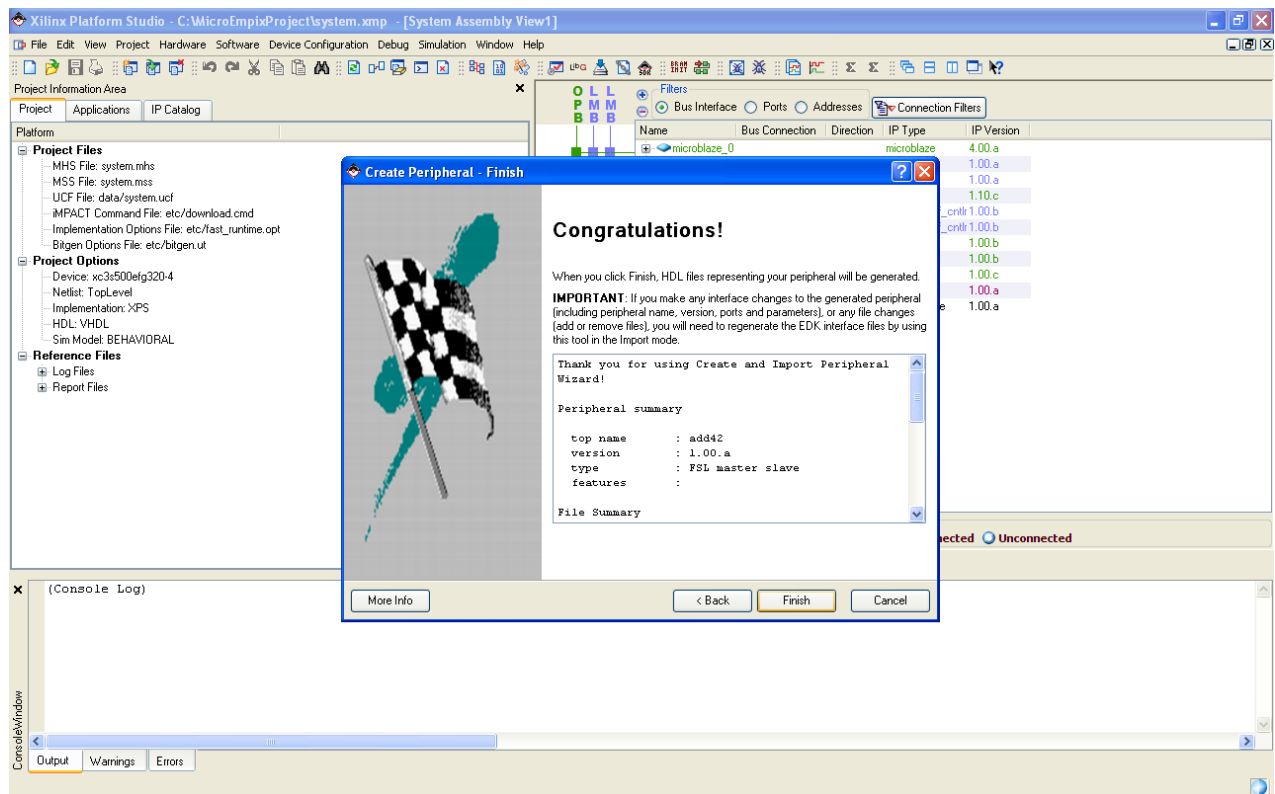 Xilinx Platform Studio - C:\MicroEmpixProject\system.xmp - [System Assembly View1]
File Edit View Project Hardware Software Device Configuration Debug Simulation Window Help
Project Information Area
Project Applications IP Catalog
Platform
Project Files
MHS File: system.mhs
MSS File: system.mss
UCF File: data/system.ucf
iMPACT Command File: etc/download.cmd
Implementation Options File: etc/fast_runtime.opt
Bitgen Options File: etc/bitgen.ut
Project Options
Device: xc3s500efg320-4
Netlist: TopLevel
Implementation: XPS
HDL: VHDL
Sim Model: BEHAVIORAL
Reference Files
Log Files
Report Files
O L L
P M M
B B B
Filters
Bus Interface Ports Addresses Connection Filters
Name Bus Connection Direction IP Type IP Version
microblaze_0 microblaze 4.00.a
1.00.a
1.00.a
1.10.c
_cntlr 1.00.b
_cntlr 1.00.b
1.00.b
1.00.b
1.00.c
1.00.a
e 1.00.a
nected Unconnected
Create Peripheral - Finish
Congratulations!
When you click Finish, HDL files representing your peripheral will be generated.
IMPORTANT: If you make any interface changes to the generated peripheral
(including peripheral name, version, ports and parameters), or any file changes
(add or remove files), you will need to regenerate the EDK interface files by using
this tool in the Import mode.
Thank you for using Create and Import Peripheral
Wizard!
Peripheral summary
top name : add42
version : 1.00.a
type : FSL master slave
features :
File Summary
More Info < Back Finish Cancel
(Console Log)
ConsoleWindow
Output Warnings Errors